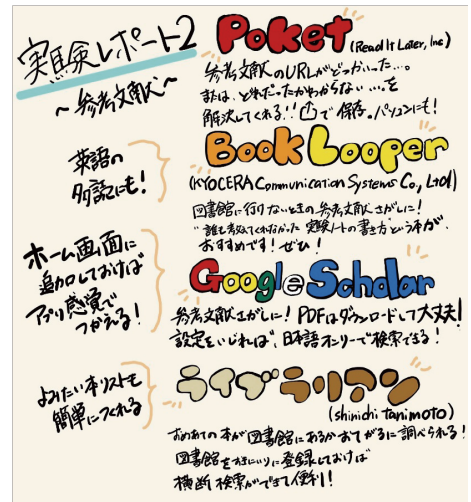 実験レポート2
〜参考文献〜
Poket (Read It Later, Inc)
参考文献のURLがどっかいった…。
または、どれだったかわからない…。を
解決してくれる!! で保存。パソコンにも!
英語の
多読にも!
Book Looper
(KYOCERA Communication Systems Co., Ltd)
図書館に行けないときの参考文献さがしに!
"誰も教えてくれなかった 実験ノートの書き方"という本が、
おすすめです!ぜひ!
ホーム画面に
追加しておけば
アプリ感覚で
つかえる!
Google Scholar
参考文献さがしに! PDFはダウンロードして大丈夫!
設定をいじれば、日本語オンリーで検索できる!
よみたい本リストも
簡単につくれる
ライブラリアン
(shinichi tanimoto)
おめあての本が図書館にあるかおてがるに調べられる!
図書館をお気にいりに登録しておけば
横断検索ができて便利!